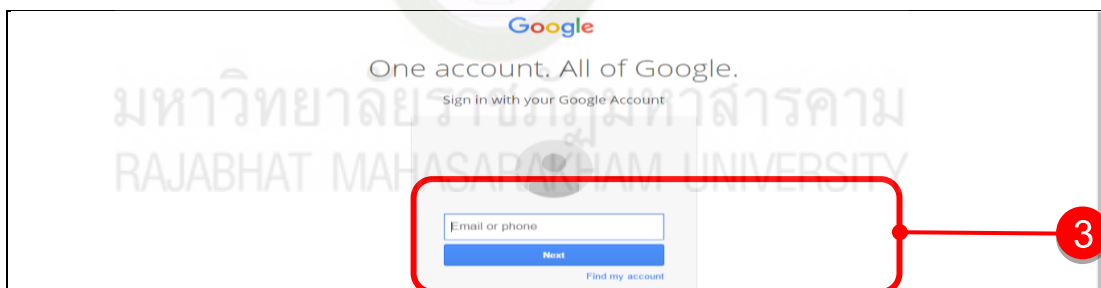 Google
One account. All of Google.
Sign in with your Google Account
มหาวิทยาลัยราชภัฏมหาสารคาม
RAJABHAT MAHASARAKHAM UNIVERSITY
Email or phone
Next
3
Find my account